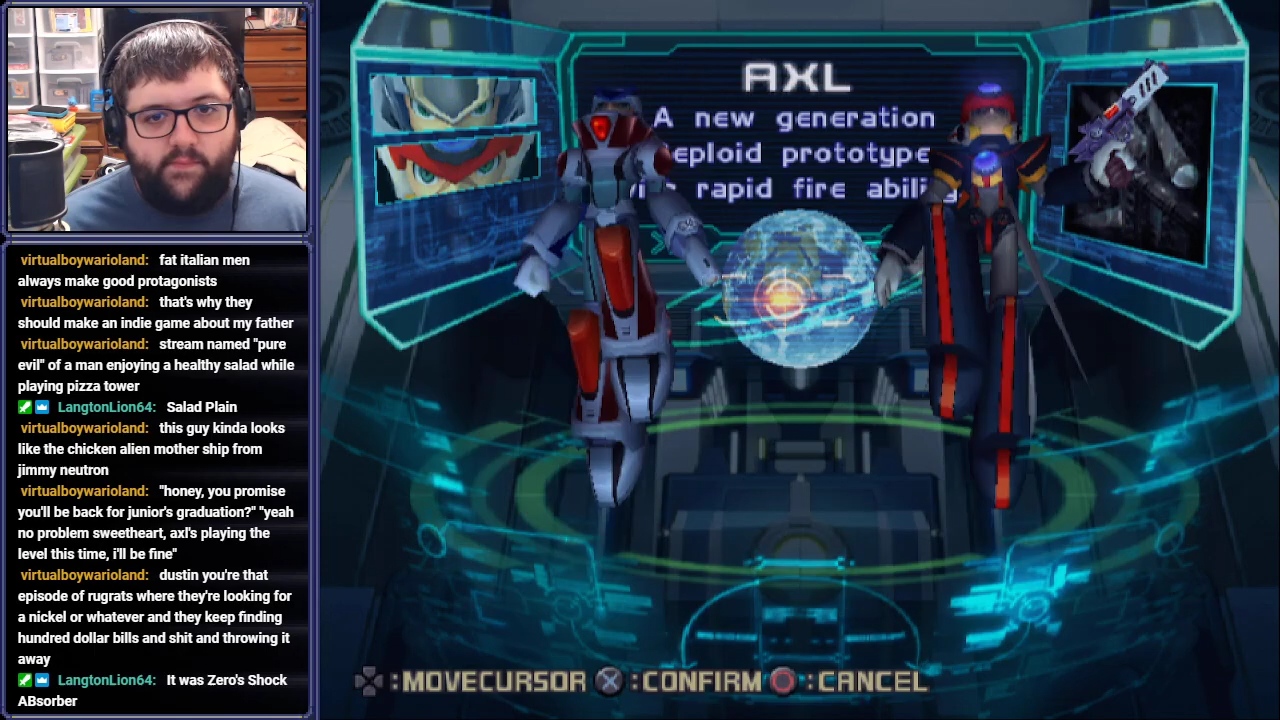 virtualboywarioland: fat italian men
always make good protagonists
virtualboywarioland: that's why they
should make an indie game about my father
virtualboywarioland: stream named "pure
evil" of a man enjoying a healthy salad while
playing pizza tower
LangtonLion64: Salad Plain
virtualboywarioland: this guy kinda looks
like the chicken alien mother ship from
jimmy neutron
virtualboywarioland: "honey, you promise
you'll be back for junior's graduation?" "yeah
no problem sweetheart, axl's playing the
level this time, i'll be fine"
virtualboywarioland: dustin you're that
episode of rugrats where they're looking for
a nickel or whatever and they keep finding
hundred dollar bills and shit and throwing it
away
LangtonLion64: It was Zero's Shock
ABsorber
AXL
A new generation
eploid prototype
rapid fire abili
:MOVECURSOR :CONFIRM :CANCEL